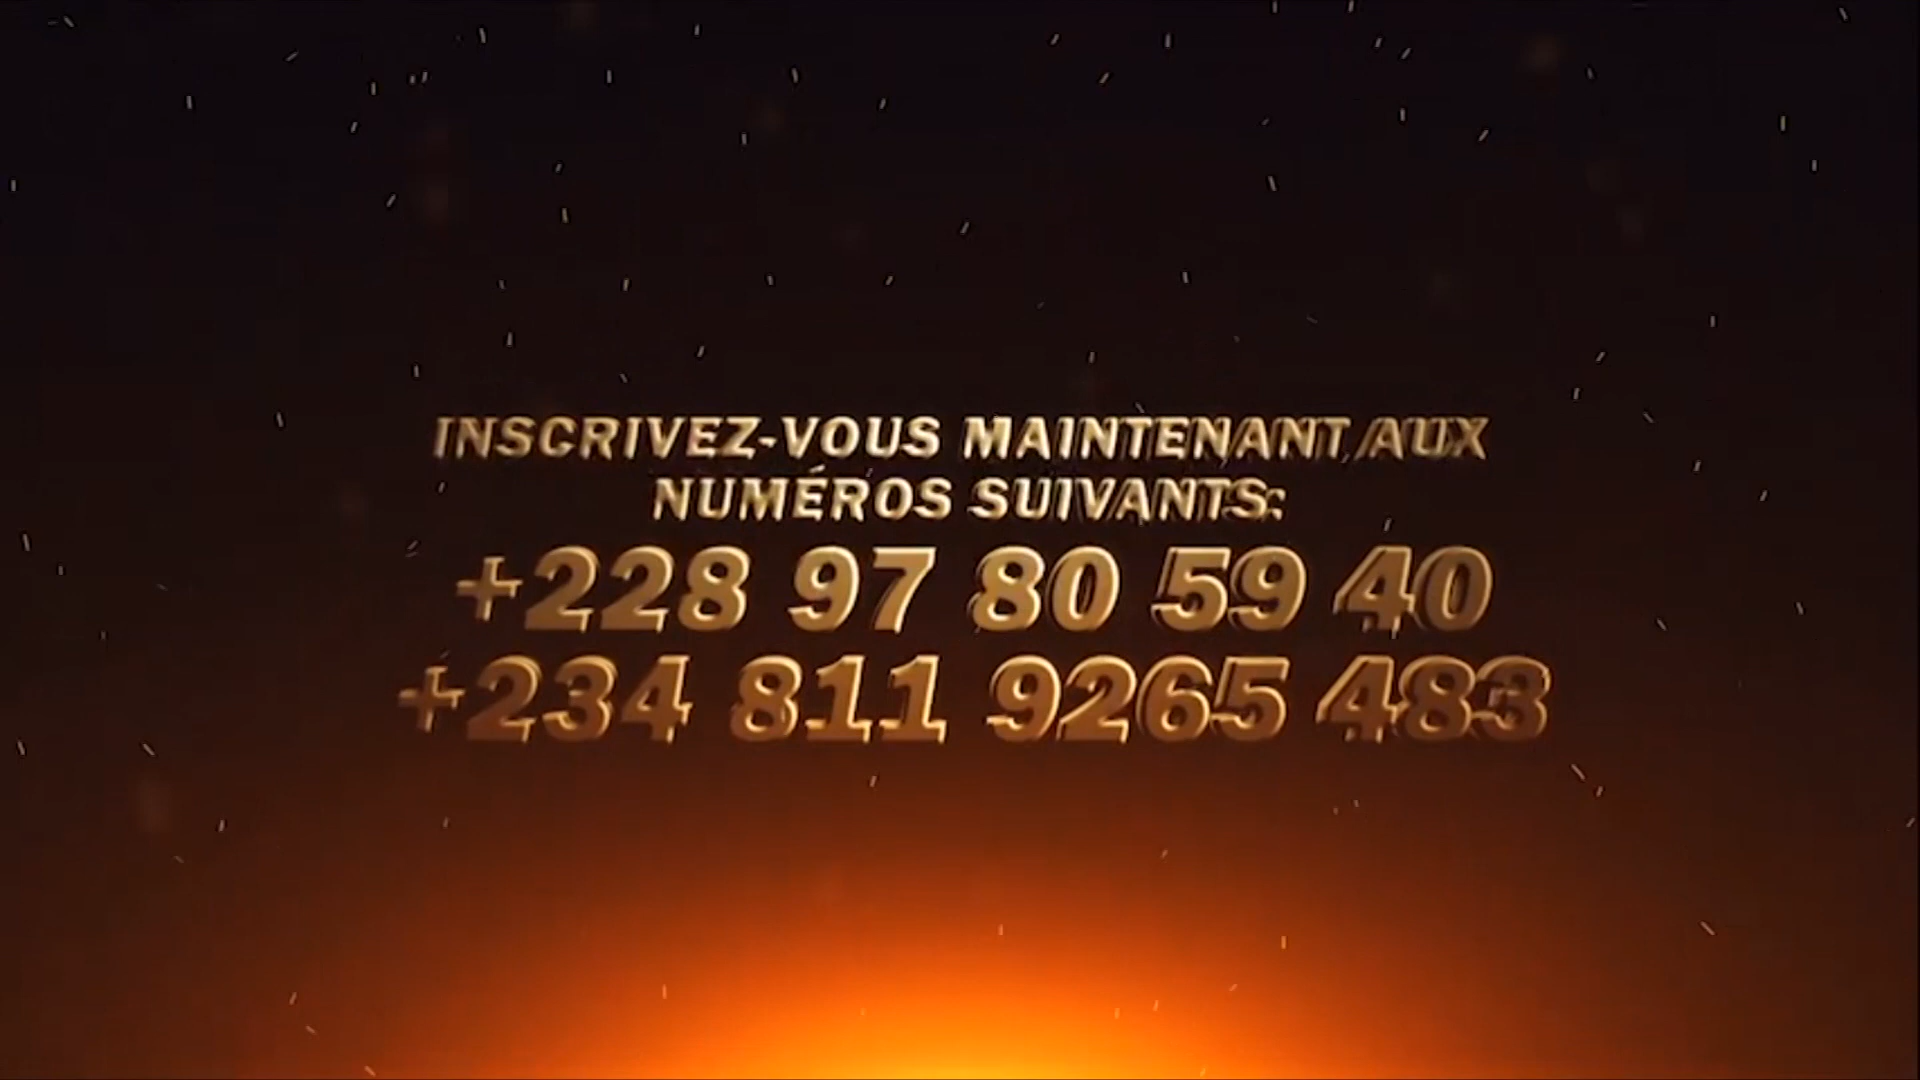 INSCRIVEZ-VOUS MAINTENANT AUX
NUMÉROS SUIVANTS:
+228 97 80 59 40
+234 811 9265 483